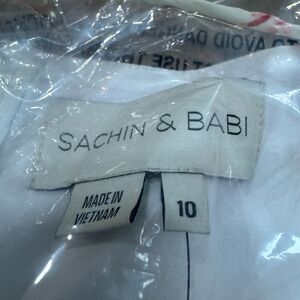 TO AVOID DA
SACHIN & BABI
MADE IN
VIETNAM
10